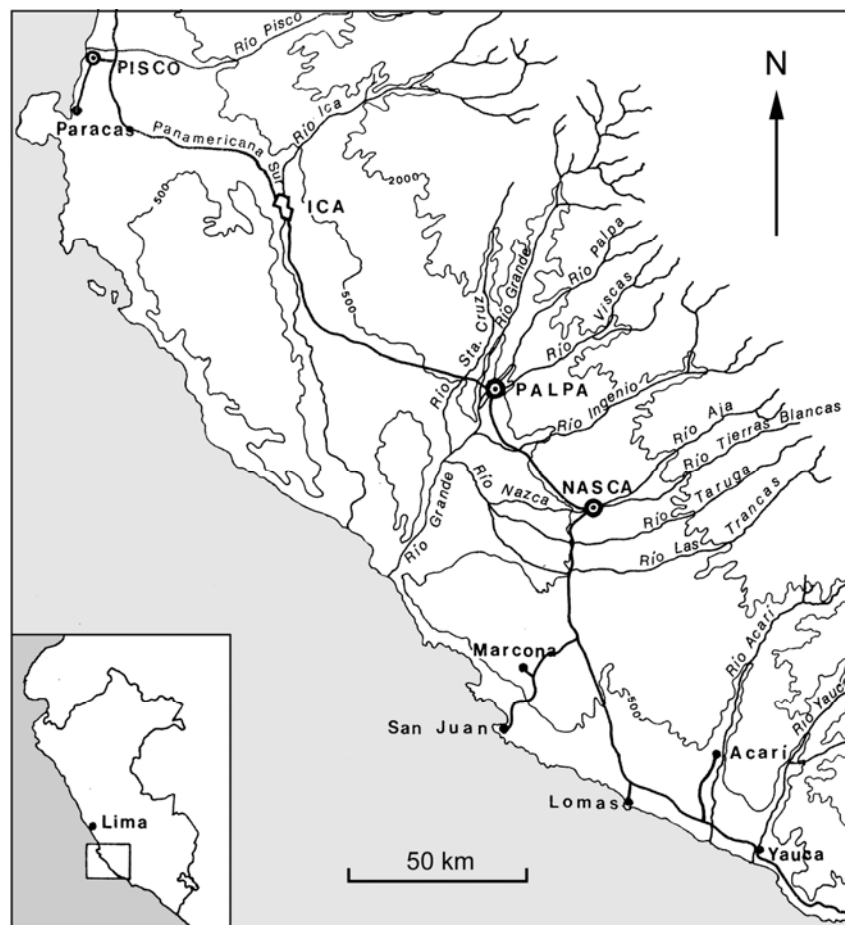 Río Pisco
PISCO
N
Río Ica
Paracas
Panamericana Sur
2000
500
ICA
Río Grande
Río Palpa
Río Viscas
500
Río Sta. Cruz
PALPA
Río Ingenio
Río Aja
Río Tierras Blancas
NASCA
Río Nazca
Río Taruga
Río Grande
Río Las Trancas
Río Acarí
Marcona
Río Yauca
500
San Juan
Acarí
Lomas
Lima
50 km
Yauca